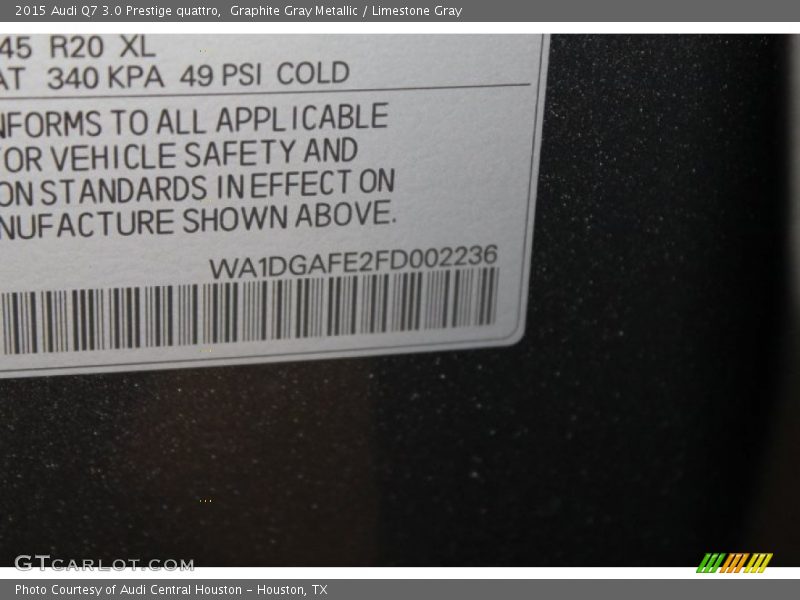 2015 Audi Q7 3.0 Prestige quattro,  Graphite Gray Metallic / Limestone Gray
45 R20 XL
AT 340 KPA 49 PSI COLD
NFORMS TO ALL APPLICABLE
OR VEHICLE SAFETY AND
ON STANDARDS IN EFFECT ON
NUFACTURE SHOWN ABOVE.
WA1DGAFE2FD002236
GTCARLOT.COM
Photo Courtesy of Audi Central Houston - Houston, TX